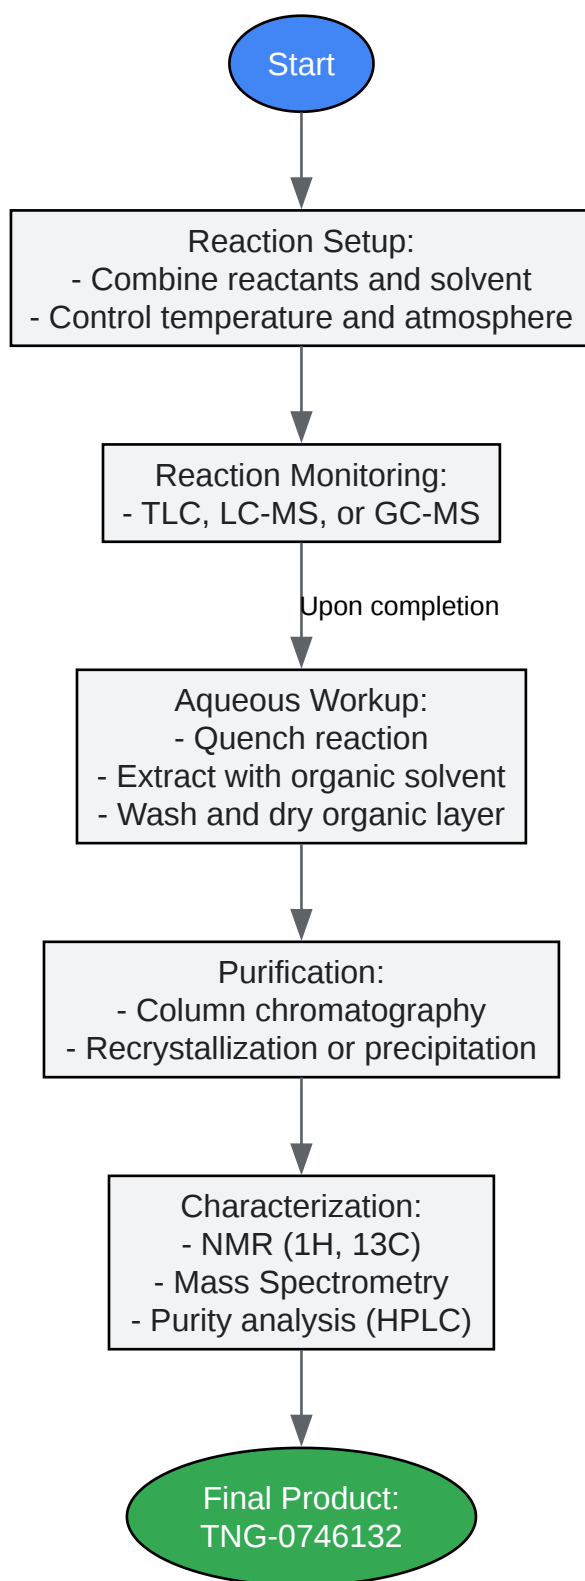 Start
Reaction Setup:
- Combine reactants and solvent
- Control temperature and atmosphere
Reaction Monitoring:
- TLC, LC-MS, or GC-MS
Upon completion
Aqueous Workup:
- Quench reaction
- Extract with organic solvent
- Wash and dry organic layer
Purification:
- Column chromatography
- Recrystallization or precipitation
Characterization:
- NMR (1H, 13C)
- Mass Spectrometry
- Purity analysis (HPLC)
Final Product:
TNG-0746132